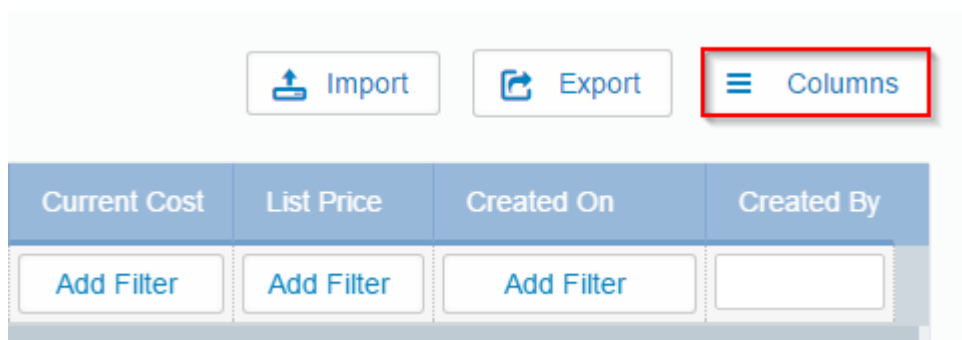 Import Export Columns
Current Cost List Price Created On Created By
Add Filter Add Filter Add Filter